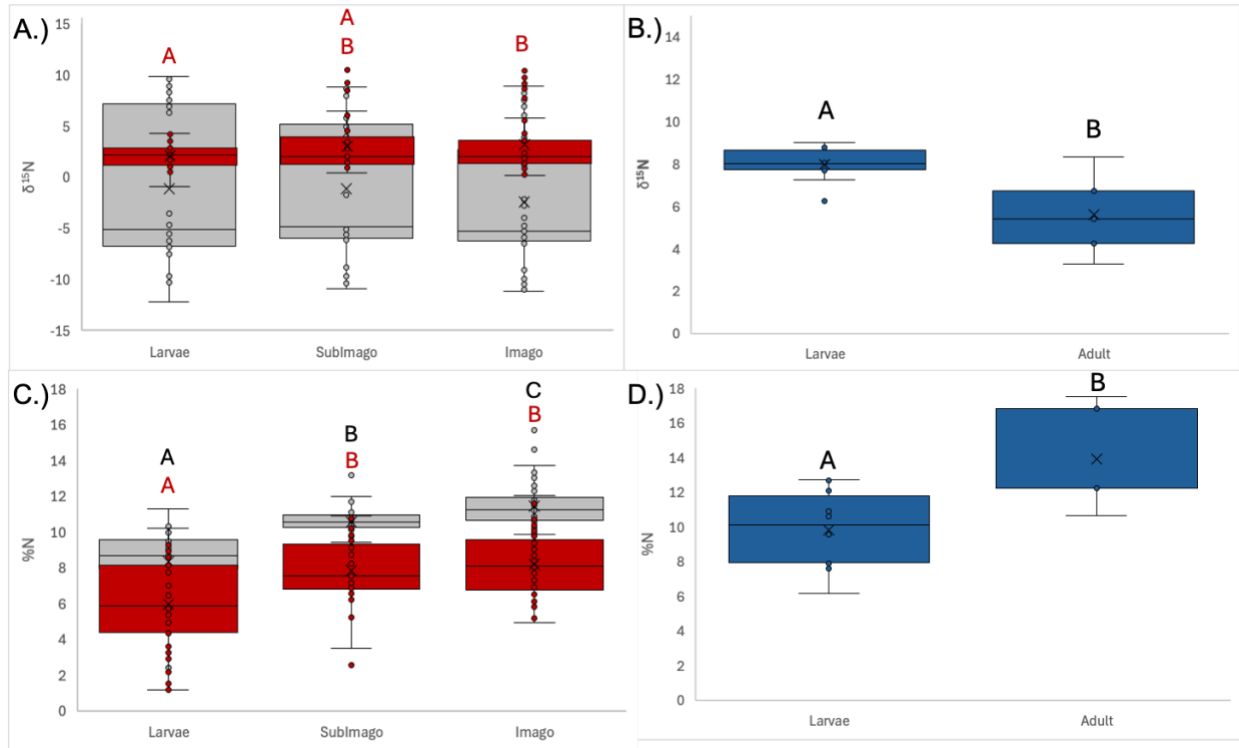 A.)
15
10
5
0
-5
-10
-15
δ¹⁵N
A
A
B
B
Larvae
SubImago
Imago
B.)
14
12
10
8
6
4
2
0
δ¹⁵N
A
B
Larvae
Adult
C.)
18
16
14
12
10
8
6
4
2
0
%N
A
A
B
B
C
B
Larvae
SubImago
Imago
D.)
18
16
14
12
10
8
6
4
2
0
%N
A
B
Larvae
Adult